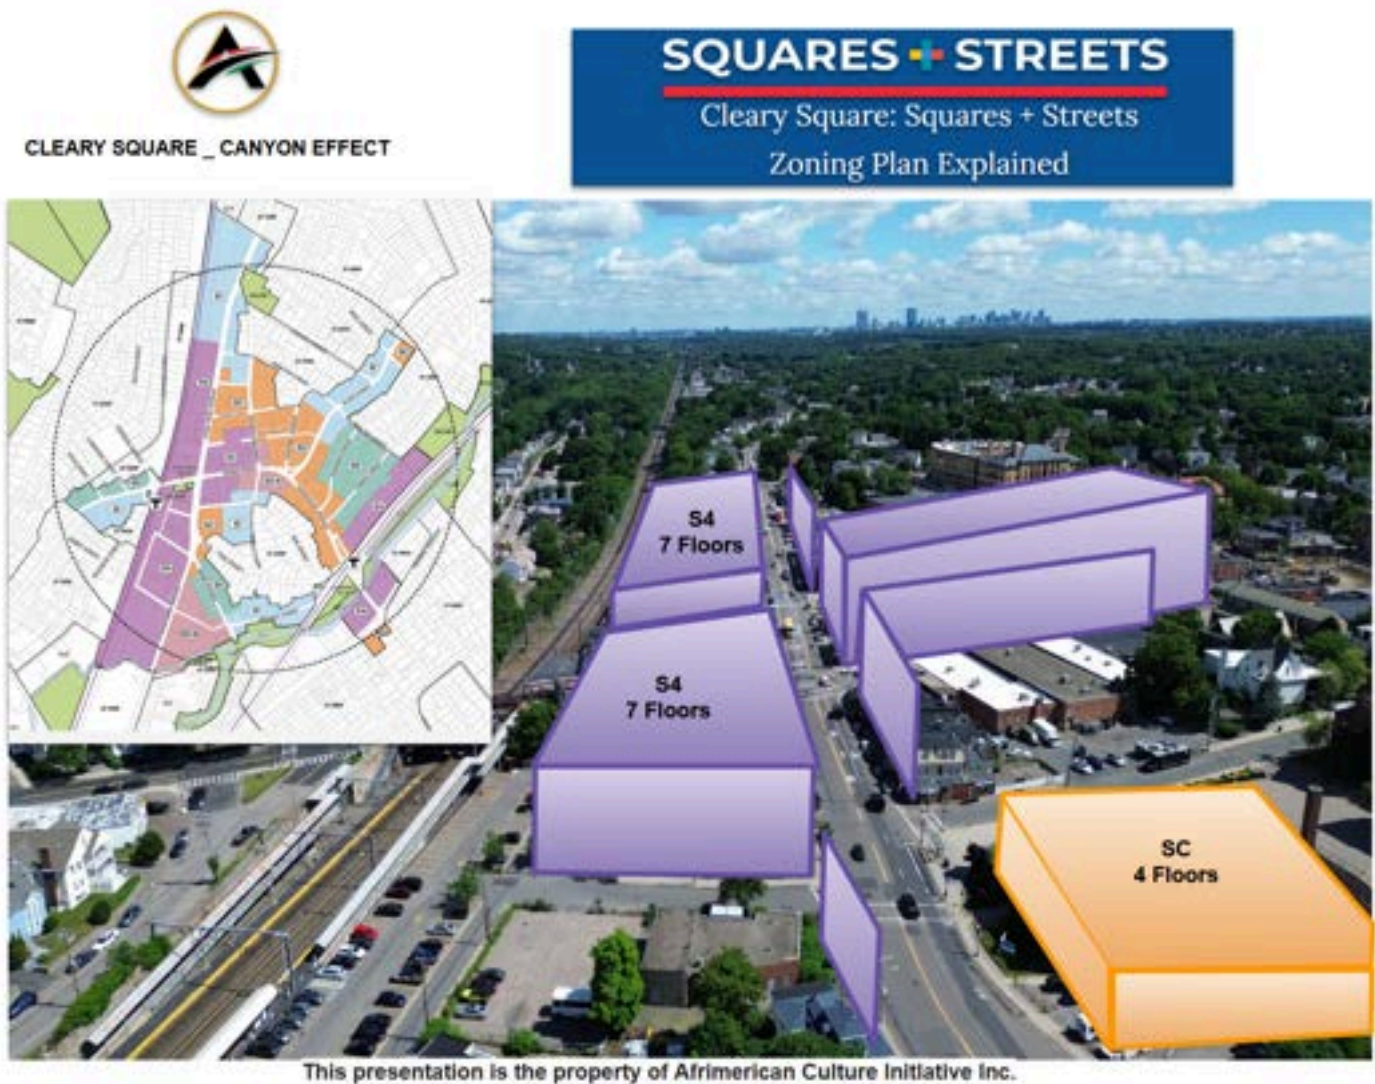 CLEARY SQUARE _ CANYON EFFECT
SQUARES + STREETS
Cleary Square: Squares + Streets
Zoning Plan Explained
S4
7 Floors
S4
7 Floors
SC
4 Floors
This presentation is the property of Afrimerican Culture Initiative Inc.